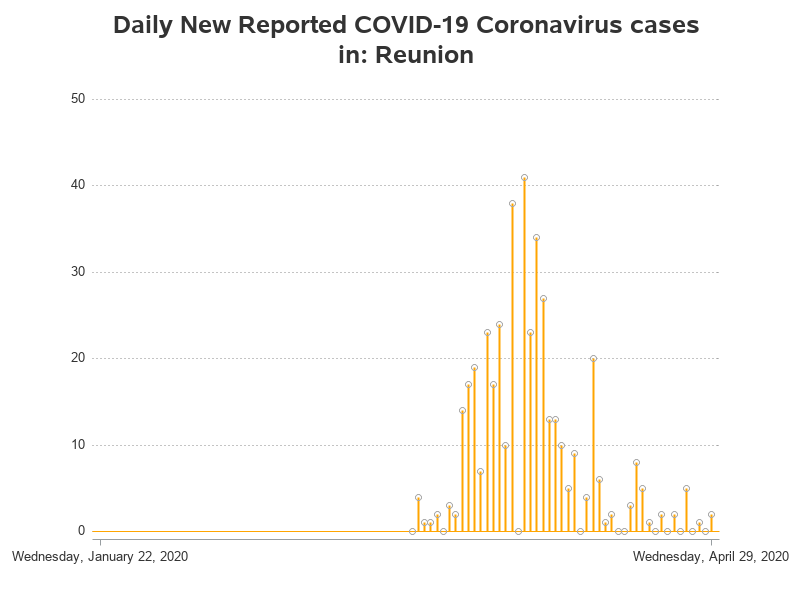 Daily New Reported COVID-19 Coronavirus cases
in: Reunion
50
40
30
20
10
0
Wednesday, January 22, 2020
Wednesday, April 29, 2020